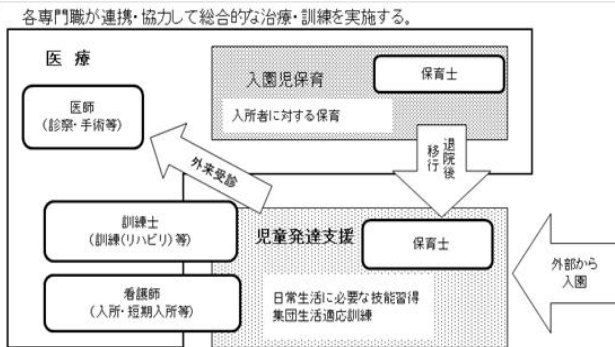 各専門職が連携・協力して総合的な治療・訓練を実施する。
医療
医師
(診察・手術等)
入園児保育
保育士
入所者に対する保育
退院後
移行
外来受診
訓練士
(訓練(リハビリ)等)
看護師
(入所・短期入所等)
児童発達支援
保育士
日常生活に必要な技能習得
集団生活適応訓練
外部から
入園